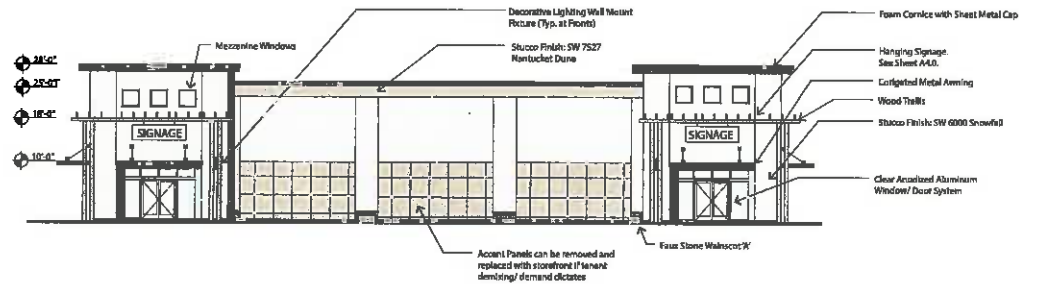 Decorative Lighting Wall Mount
Fixture (Typ. at Fronts)
Mezzanine Windows
Stucco Finish: SW 7527
Nantucket Dune
Foam Cornice with Sheet Metal Cap
Hanging Signage.
See Sheet A4.0.
Corigated Metal Awning
Wood Trellis
Stucco Finish: SW 6000 Snowfall
Clear Anodized Aluminum
Window/ Door System
28'-0"
25'-0"
18'-0"
10'-0"
SIGNAGE
SIGNAGE
Faux Stone Wainscot 'A'
Accent Panels can be removed and
replaced with storefront if tenant
demizing/ demand dictates